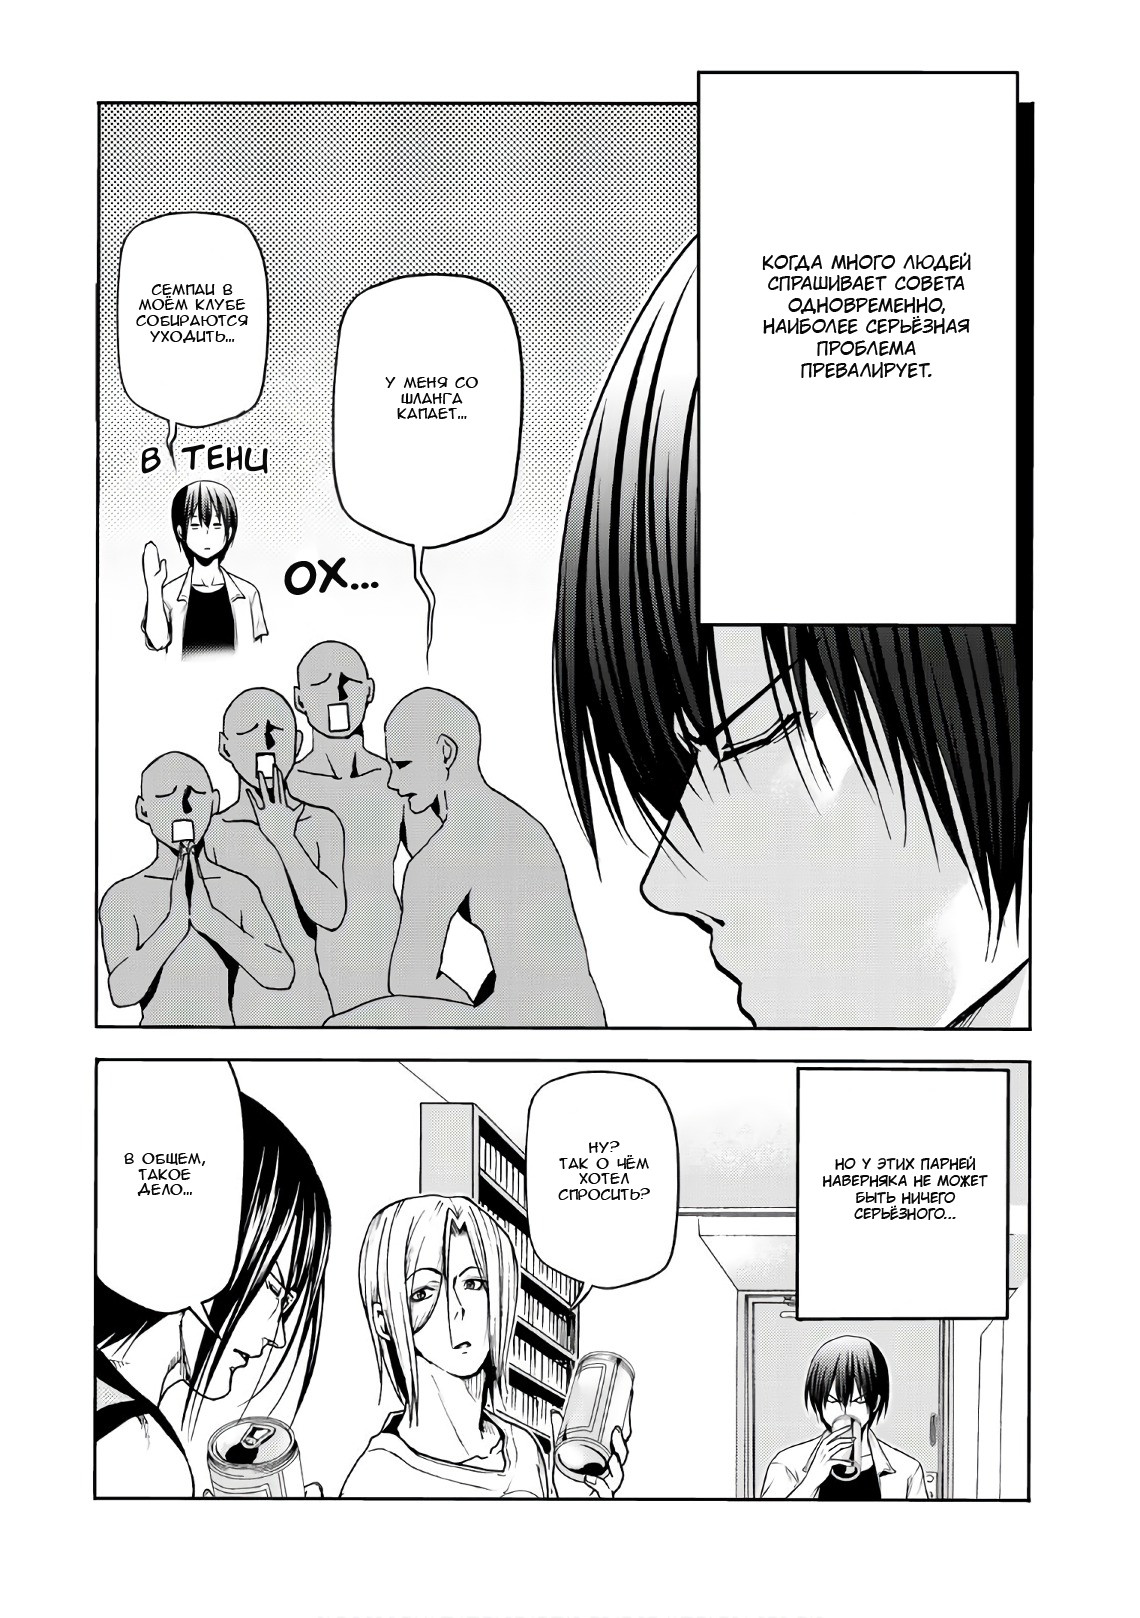 КОГДА МНОГО ЛЮДЕЙ
СПРАШИВАЕТ СОВЕТА
ОДНОВРЕМЕННО,
НАИБОЛЕЕ СЕРЬЁЗНАЯ
ПРОБЛЕМА
ПРЕВАЛИРУЕТ.
У МЕНЯ СО
ШЛАНГА
КАПАЕТ...
СЕМПАИ В
МОЁМ КЛУБЕ
СОБИРАЮТСЯ
УХОДИТЬ...
В ТЕНИ
ОХ...
НО У ЭТИХ ПАРНЕЙ
НАВЕРНЯКА НЕ МОЖЕТ
БЫТЬ НИЧЕГО
СЕРЬЁЗНОГО...
НУ?
ТАК О ЧЁМ
ХОТЕЛ
СПРОСИТЬ?
В ОБЩЕМ,
ТАКОЕ
ДЕЛО...